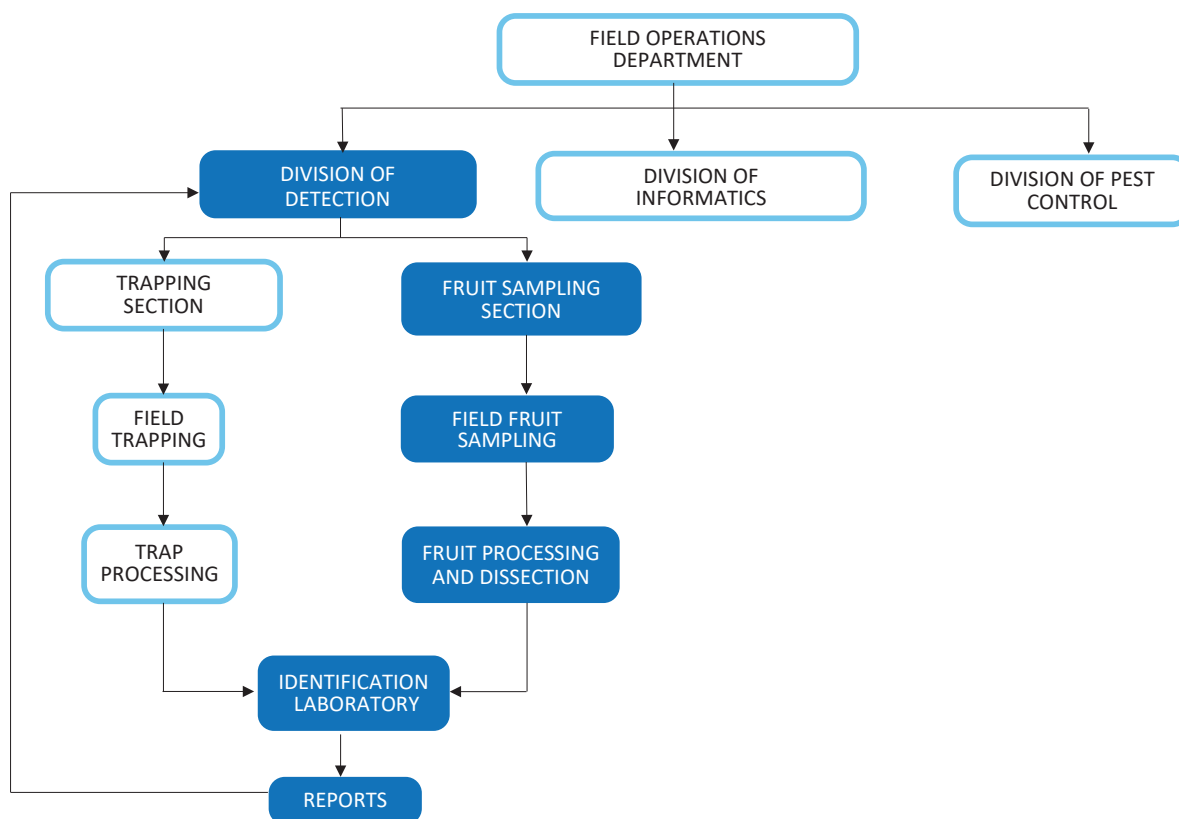 FIELD OPERATIONS
DEPARTMENT
DIVISION OF
DETECTION
DIVISION OF
INFORMATICS
DIVISION OF PEST
CONTROL
TRAPPING
SECTION
FRUIT SAMPLING
SECTION
FIELD
TRAPPING
FIELD FRUIT
SAMPLING
TRAP
PROCESSING
FRUIT PROCESSING
AND DISSECTION
IDENTIFICATION
LABORATORY
REPORTS